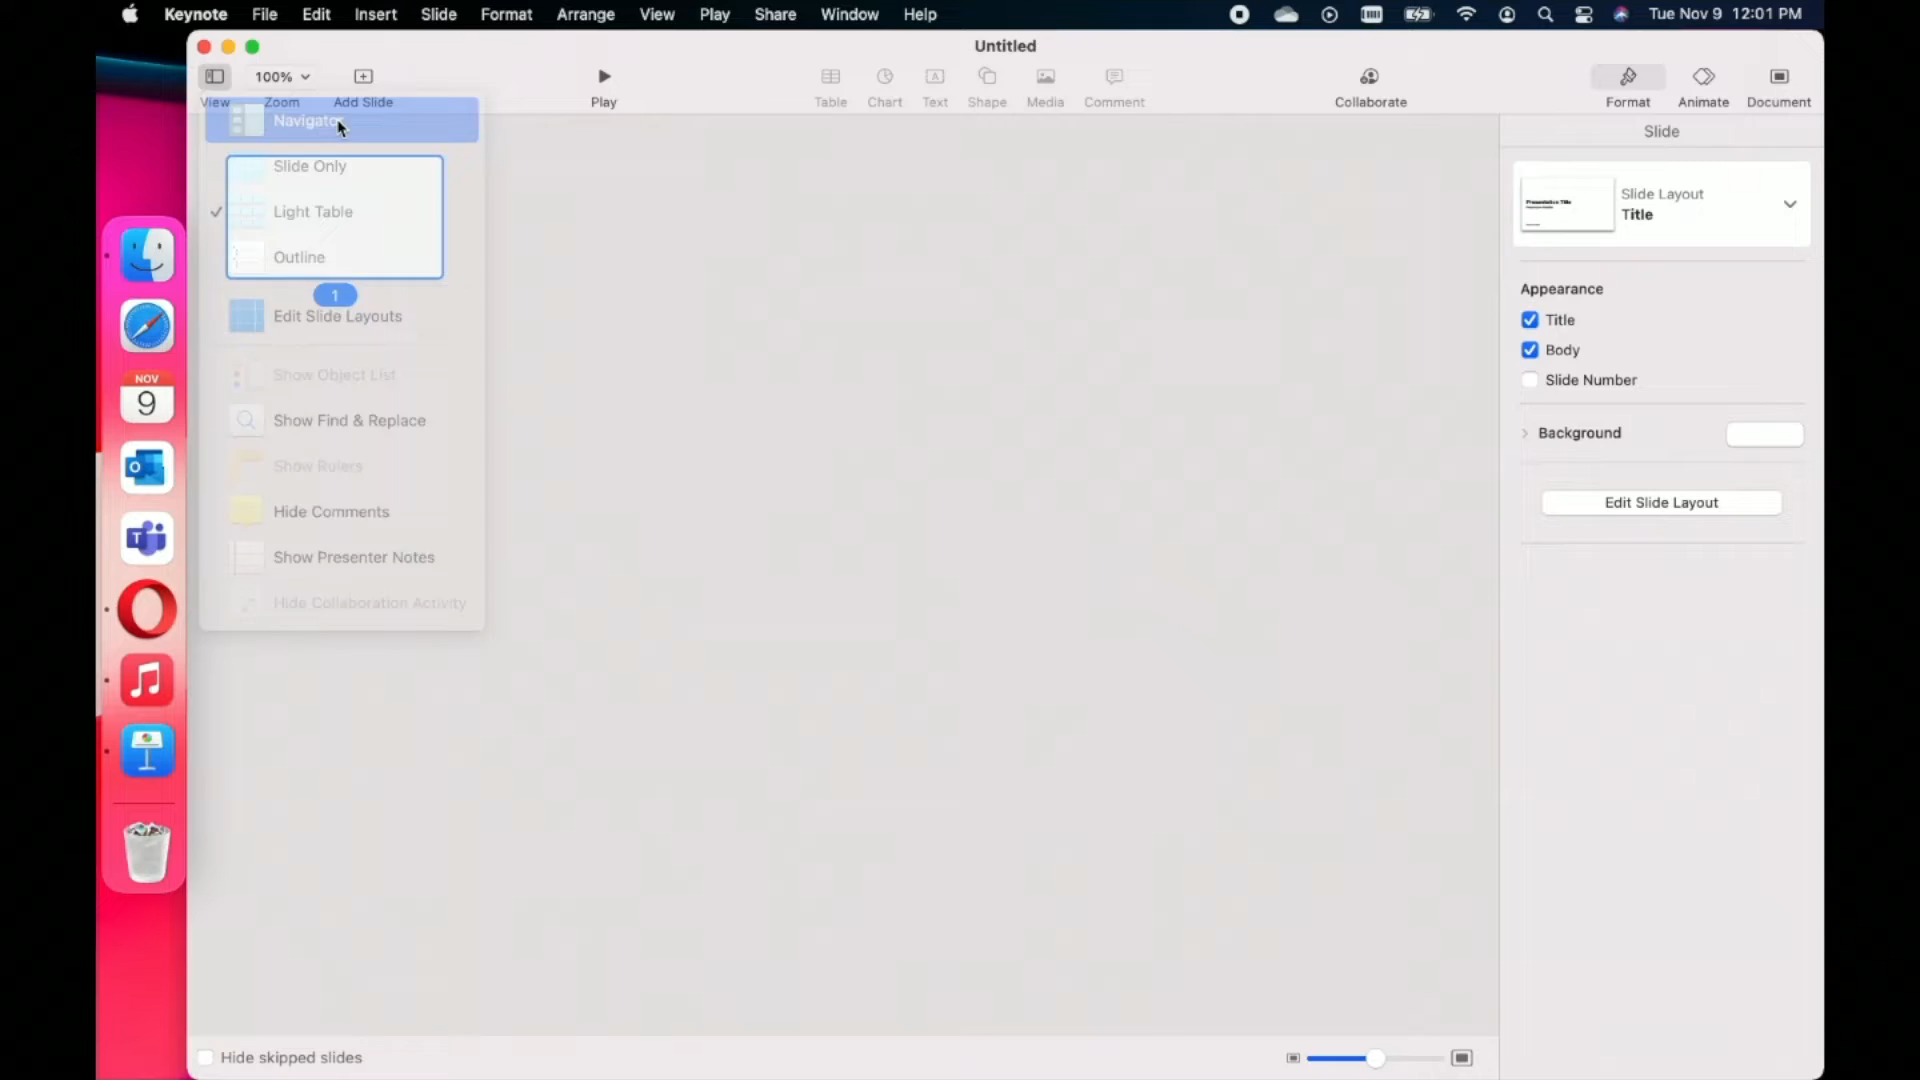 Keynote File Edit Insert Slide Format Arrange View Play Share Window Help Tue Nov 9 12:01 PM
Untitled
100%
View Zoom Add Slide Play Table Chart Text Shape Media Comment Collaborate Format Animate Document
Navigator
Slide Only
Light Table
Outline
1
Edit Slide Layouts
Show Object List
Show Find & Replace
Show Rulers
Hide Comments
Show Presenter Notes
Hide Collaboration Activity
Slide
Presentation Title
Slide Layout
Title
Appearance
Title
Body
Slide Number
Background
Edit Slide Layout
NOV
9
O
T
Hide skipped slides